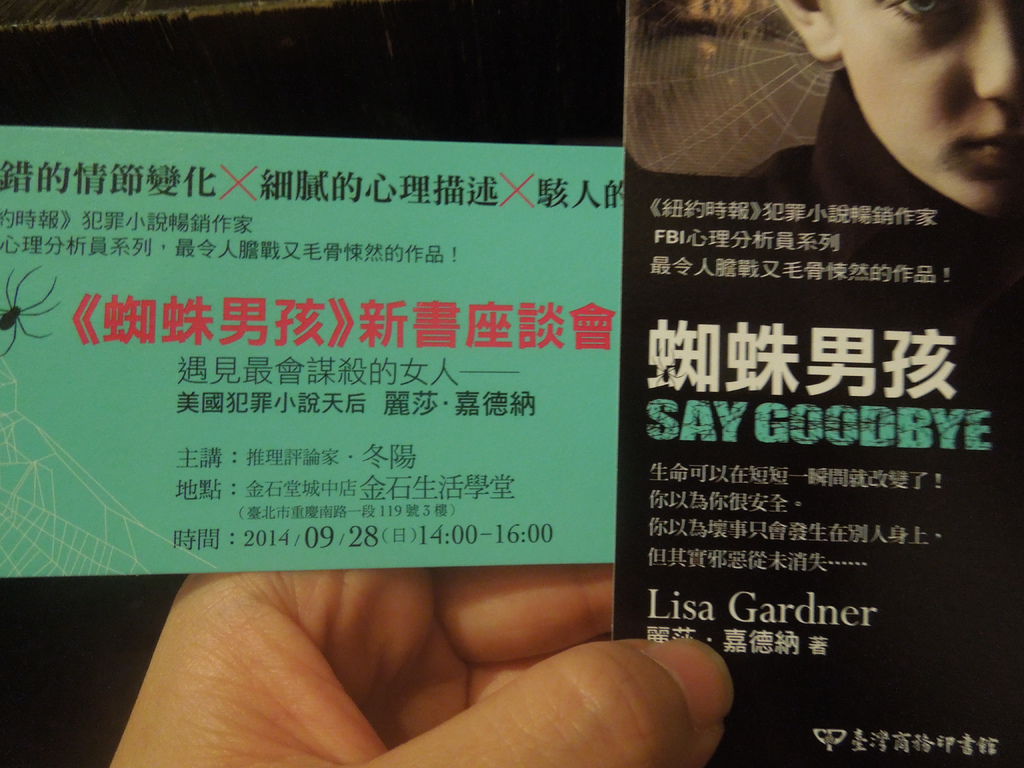 錯的情節變化×細膩的心理描述×駭人的
約時報》犯罪小說暢銷作家
心理分析員系列，最令人膽戰又毛骨悚然的作品！
《蜘蛛男孩》新書座談會
遇見最會謀殺的女人——
美國犯罪小說天后 麗莎·嘉德納
主講：推理評論家·冬陽
地點：金石堂城中店 金石生活學堂
（臺北市重慶南路一段 119 號 3 樓）
時間：2014/09/28(日)14:00-16:00
《紐約時報》犯罪小說暢銷作家
FBI心理分析員系列
最令人膽戰又毛骨悚然的作品！
蜘蛛男孩
SAY GOODBYE
生命可以在短短一瞬間就改變了！
你以為你很安全。
你以為壞事只會發生在別人身上，
但其實邪惡從未消失……
Lisa Gardner
麗莎·嘉德納 著
臺灣商務印書館